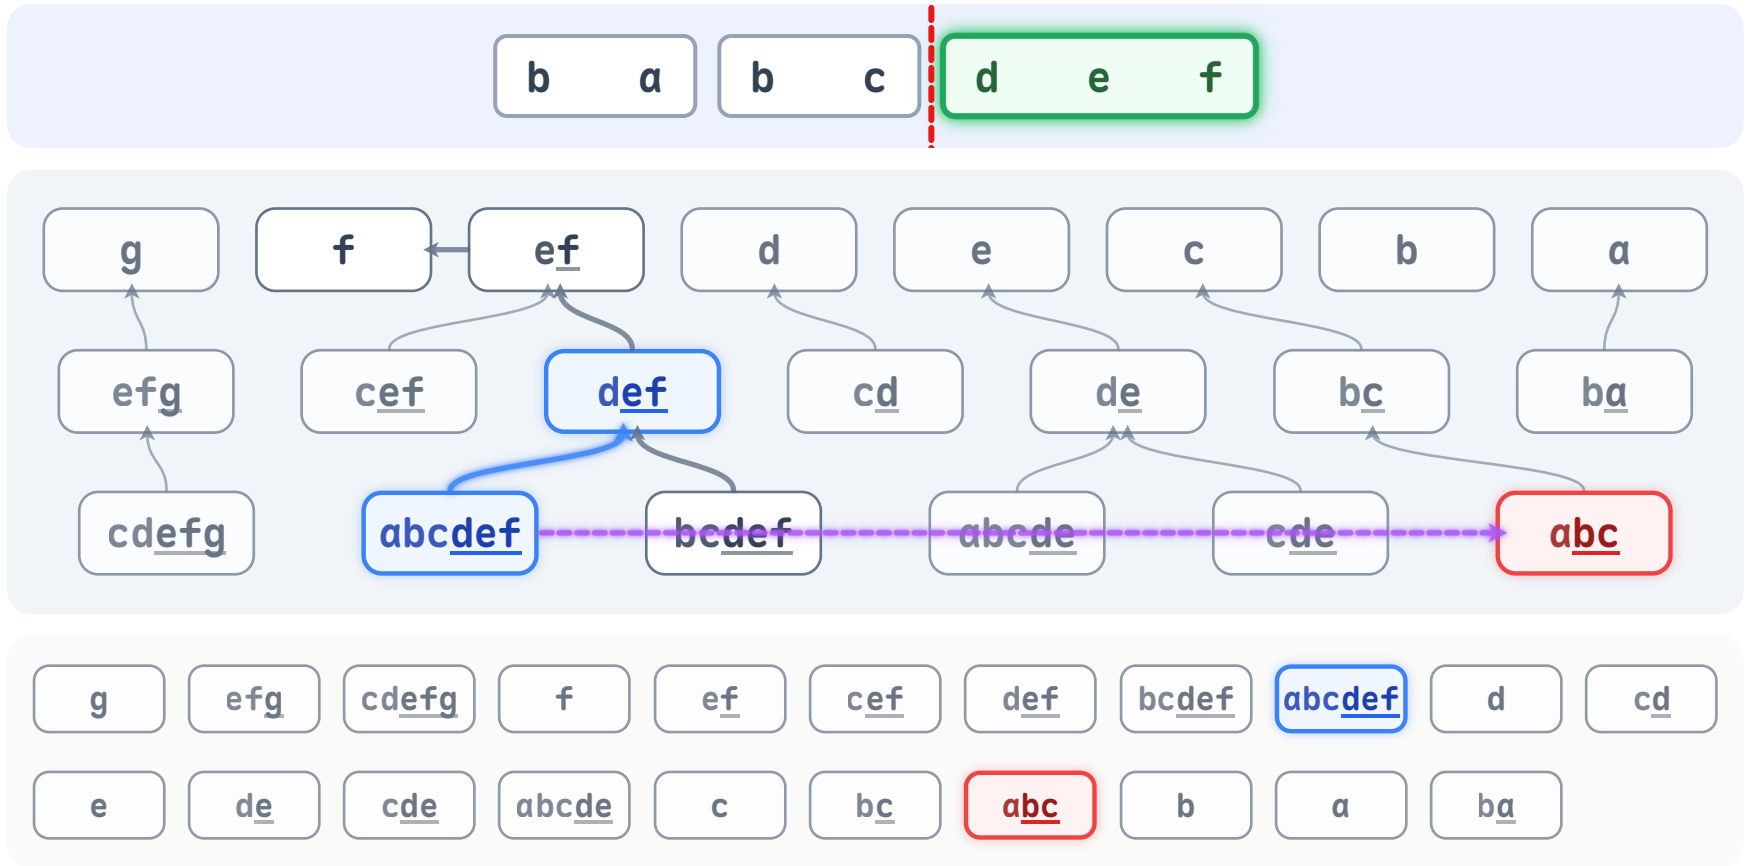 b a b c d e f
g f ef d e c b a
efg cef def cd de bc ba
cdefg abcdef bcdef abcde cde abc
g efg cdefg f ef cef def bcdef abcdef d cd
e de cde abcde c bc abc b a ba